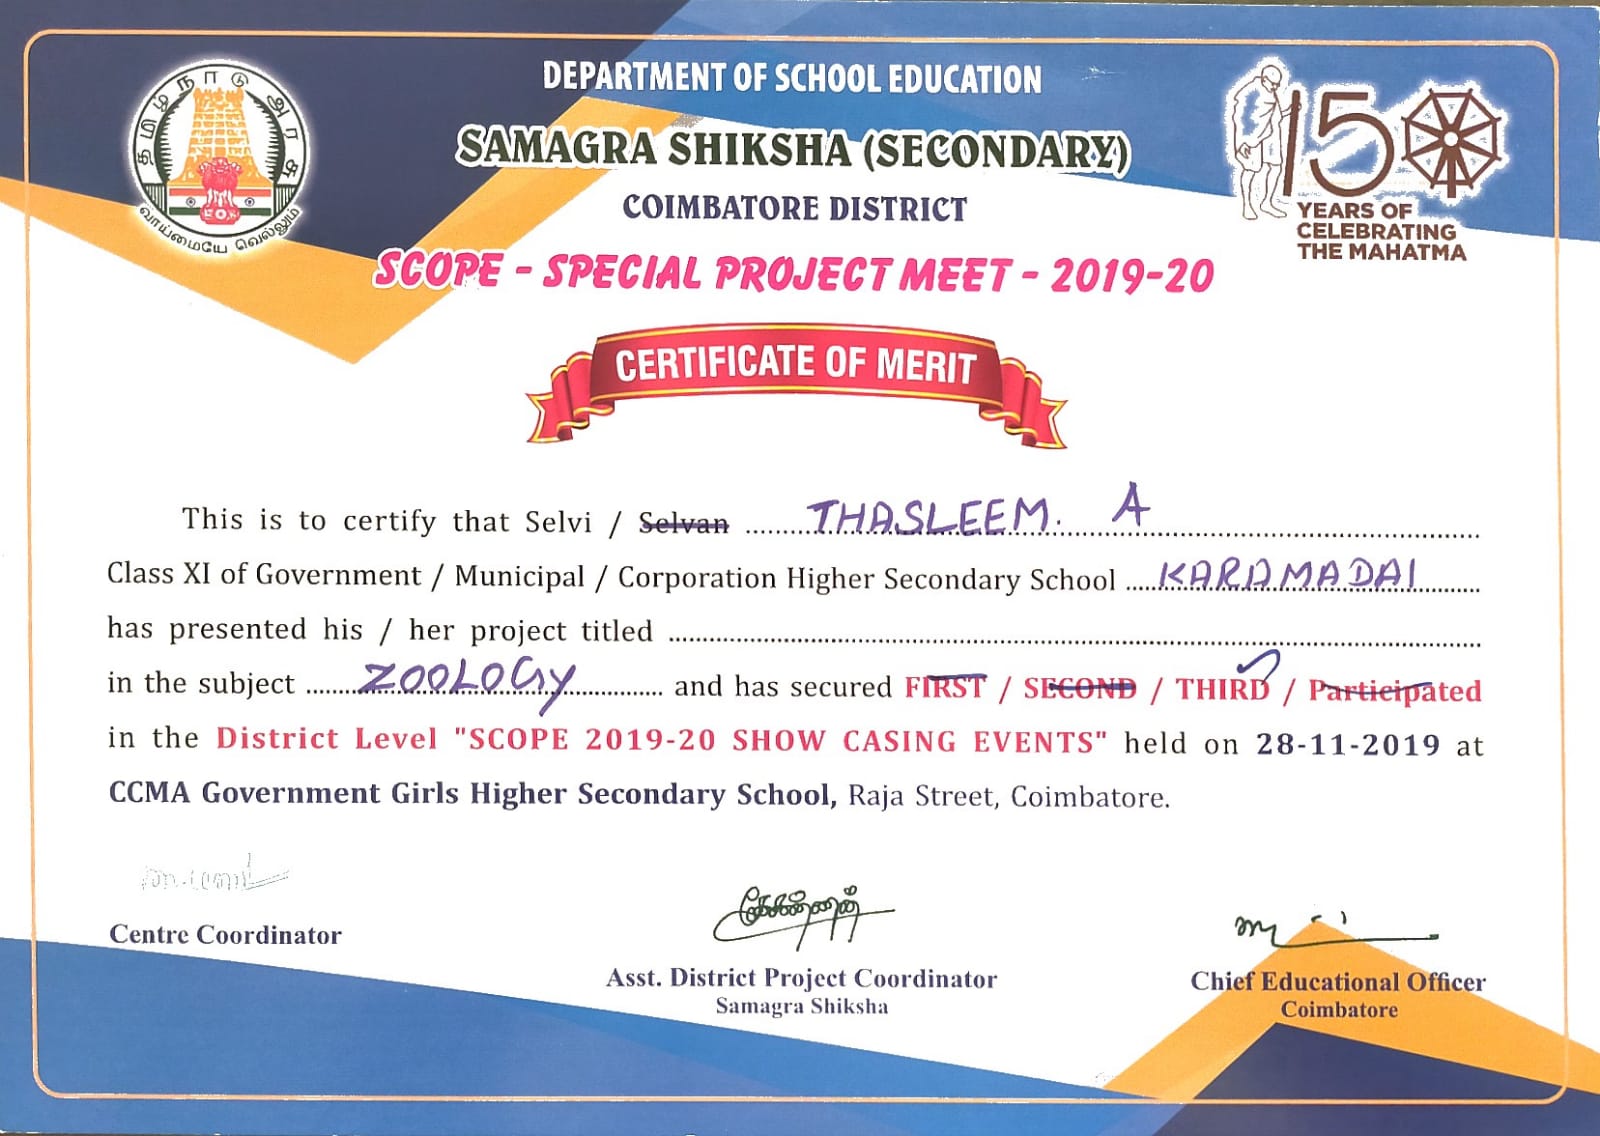 தமிழ்நாடு அரசு
வாய்மையே வெல்லும்
DEPARTMENT OF SCHOOL EDUCATION
SAMAGRA SHIKSHA (SECONDARY)
COIMBATORE DISTRICT
150
YEARS OF
CELEBRATING
THE MAHATMA
SCOPE - SPECIAL PROJECT MEET - 2019-20
CERTIFICATE OF MERIT
This is to certify that Selvi / Selvan THASLEEM. A
Class XI of Government / Municipal / Corporation Higher Secondary School KARAMADAI
has presented his / her project titled
in the subject ZOOLOGY and has secured FIRST / SECOND / THIRD / Participated
in the District Level "SCOPE 2019-20 SHOW CASING EVENTS" held on 28-11-2019 at
CCMA Government Girls Higher Secondary School, Raja Street, Coimbatore.
Centre Coordinator
Asst. District Project Coordinator
Samagra Shiksha
Chief Educational Officer
Coimbatore